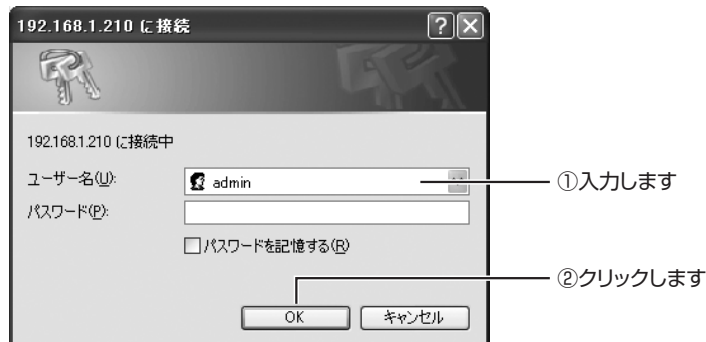 192.168.1.210 に接続
192.168.1.210 に接続中
ユーザー名(U):
admin
①入力します
パスワード(P):
パスワードを記憶する(R)
②クリックします
OK
キャンセル